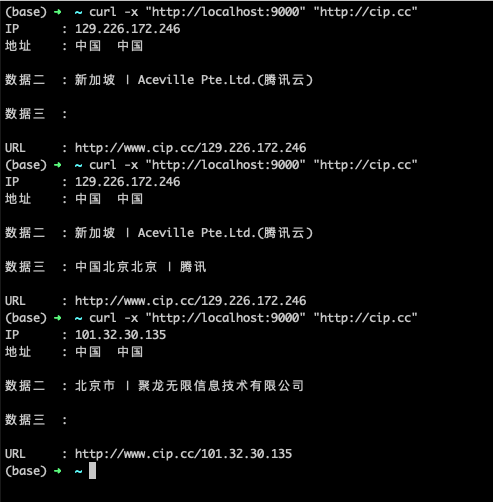 (base) ➜  ~ curl -x "http://localhost:9000" "http://cip.cc"
IP	: 129.226.172.246
地址	: 中国  中国
数据二	: 新加坡 | Aceville Pte.Ltd.(腾讯云)
数据三	:
URL	: http://www.cip.cc/129.226.172.246
(base) ➜  ~ curl -x "http://localhost:9000" "http://cip.cc"
IP	: 129.226.172.246
地址	: 中国  中国
数据二	: 新加坡 | Aceville Pte.Ltd.(腾讯云)
数据三	: 中国北京北京 | 腾讯
URL	: http://www.cip.cc/129.226.172.246
(base) ➜  ~ curl -x "http://localhost:9000" "http://cip.cc"
IP	: 101.32.30.135
地址	: 中国  中国
数据二	: 北京市 | 聚龙无限信息技术有限公司
数据三	:
URL	: http://www.cip.cc/101.32.30.135
(base) ➜  ~